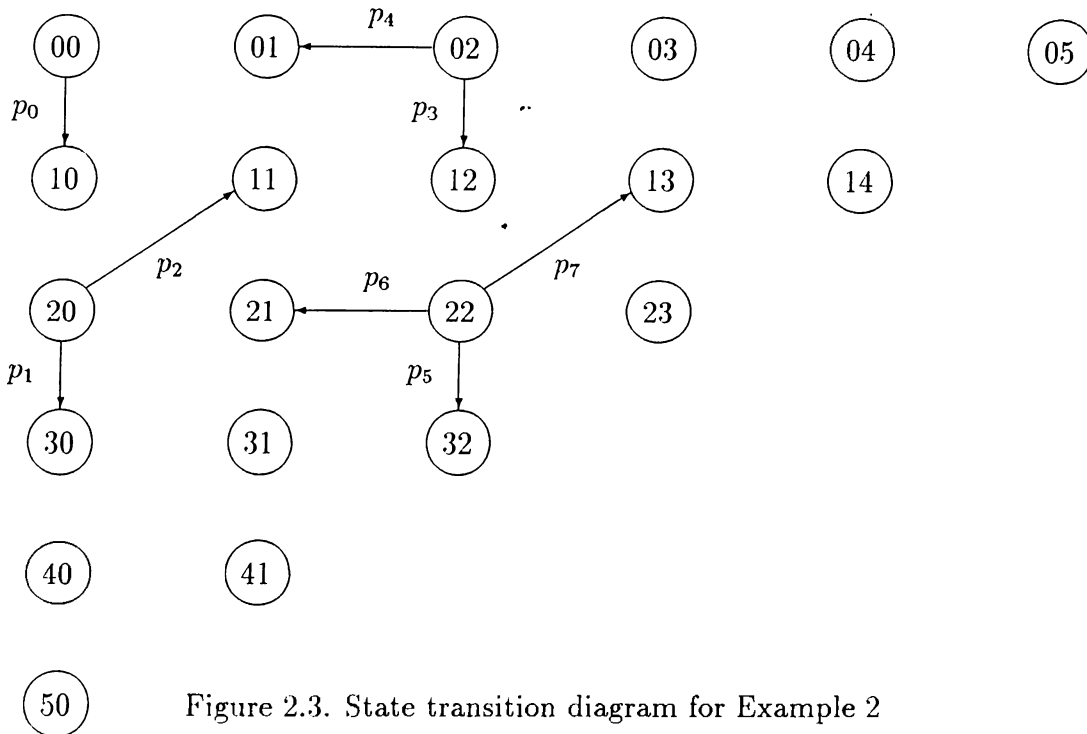 p4
00 01 02 03 04 05
p0 p3
10 11 12 13 14
p2 p6 p7
20 21 22 23
p1 p5
30 31 32
40 41
50 Figure 2.3. State transition diagram for Example 2